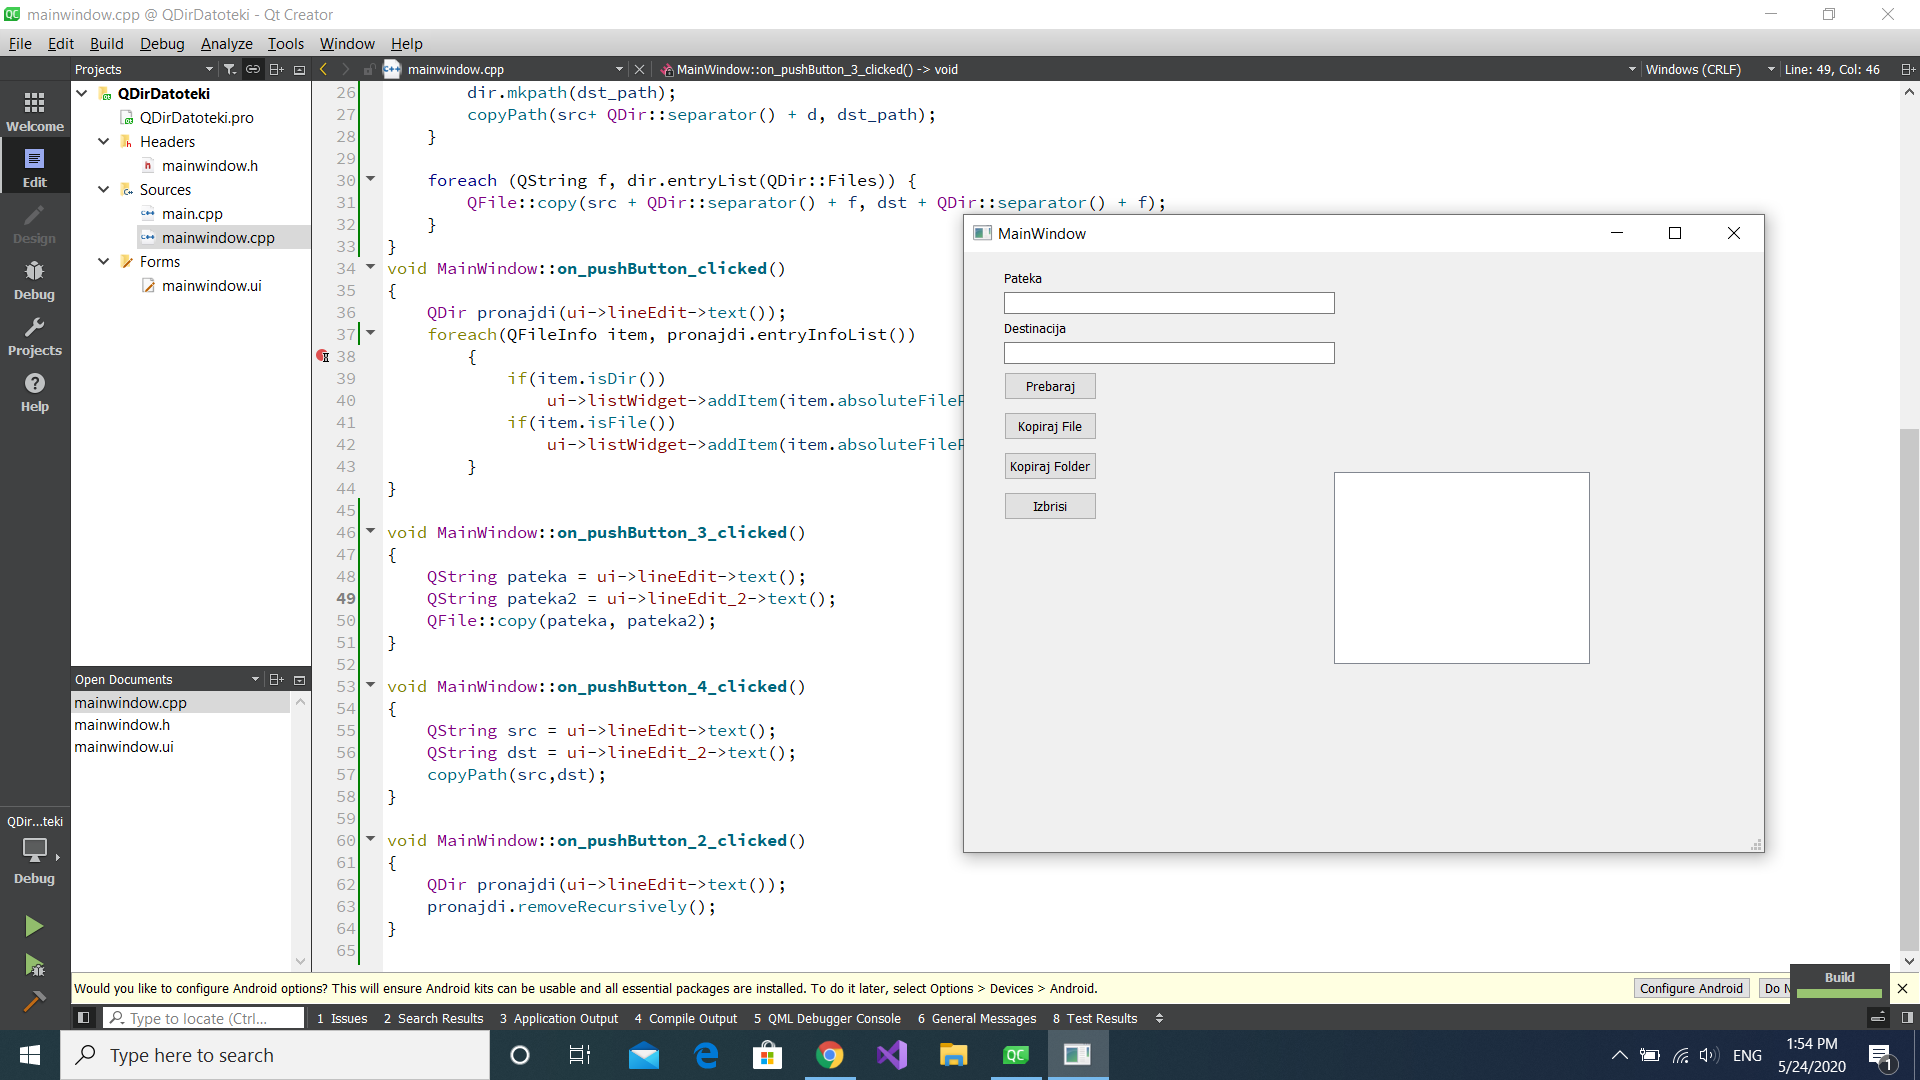 mainwindow.cpp @ QDirDatoteki - Qt Creator
File Edit Build Debug Analyze Tools Window Help
Projects
mainwindow.cpp
MainWindow::on_pushButton_3_clicked() -> void
Windows (CRLF)
Line: 49, Col: 46
Welcome
Edit
Design
Debug
Projects
Help
QDir...teki
Debug
QDirDatoteki
QDirDatoteki.pro
Headers
mainwindow.h
Sources
main.cpp
mainwindow.cpp
Forms
mainwindow.ui
Open Documents
mainwindow.cpp
mainwindow.h
mainwindow.ui
26 dir.mkpath(dst_path);
27 copyPath(src+ QDir::separator() + d, dst_path);
28 }
29
30 foreach (QString f, dir.entryList(QDir::Files)) {
31 QFile::copy(src + QDir::separator() + f, dst + QDir::separator() + f);
32 }
33 }
34 void MainWindow::on_pushButton_clicked()
35 {
36 QDir pronajdi(ui->lineEdit->text());
37 foreach(QFileInfo item, pronajdi.entryInfoList())
38 {
39 if(item.isDir())
40 ui->listWidget->addItem(item.absoluteFileP
41 if(item.isFile())
42 ui->listWidget->addItem(item.absoluteFileP
43 }
44 }
45
46 void MainWindow::on_pushButton_3_clicked()
47 {
48 QString pateka = ui->lineEdit->text();
49 QString pateka2 = ui->lineEdit_2->text();
50 QFile::copy(pateka, pateka2);
51 }
52
53 void MainWindow::on_pushButton_4_clicked()
54 {
55 QString src = ui->lineEdit->text();
56 QString dst = ui->lineEdit_2->text();
57 copyPath(src,dst);
58 }
59
60 void MainWindow::on_pushButton_2_clicked()
61 {
62 QDir pronajdi(ui->lineEdit->text());
63 pronajdi.removeRecursively();
64 }
65
MainWindow
Pateka
Destinacija
Prebaraj
Kopiraj File
Kopiraj Folder
Izbrisi
Would you like to configure Android options? This will ensure Android kits can be usable and all essential packages are installed. To do it later, select Options > Devices > Android.
Configure Android
Do N
Build
Type to locate (Ctrl...
1 Issues 2 Search Results 3 Application Output 4 Compile Output 5 QML Debugger Console 6 General Messages 8 Test Results
Type here to search
ENG
1:54 PM
5/24/2020
1